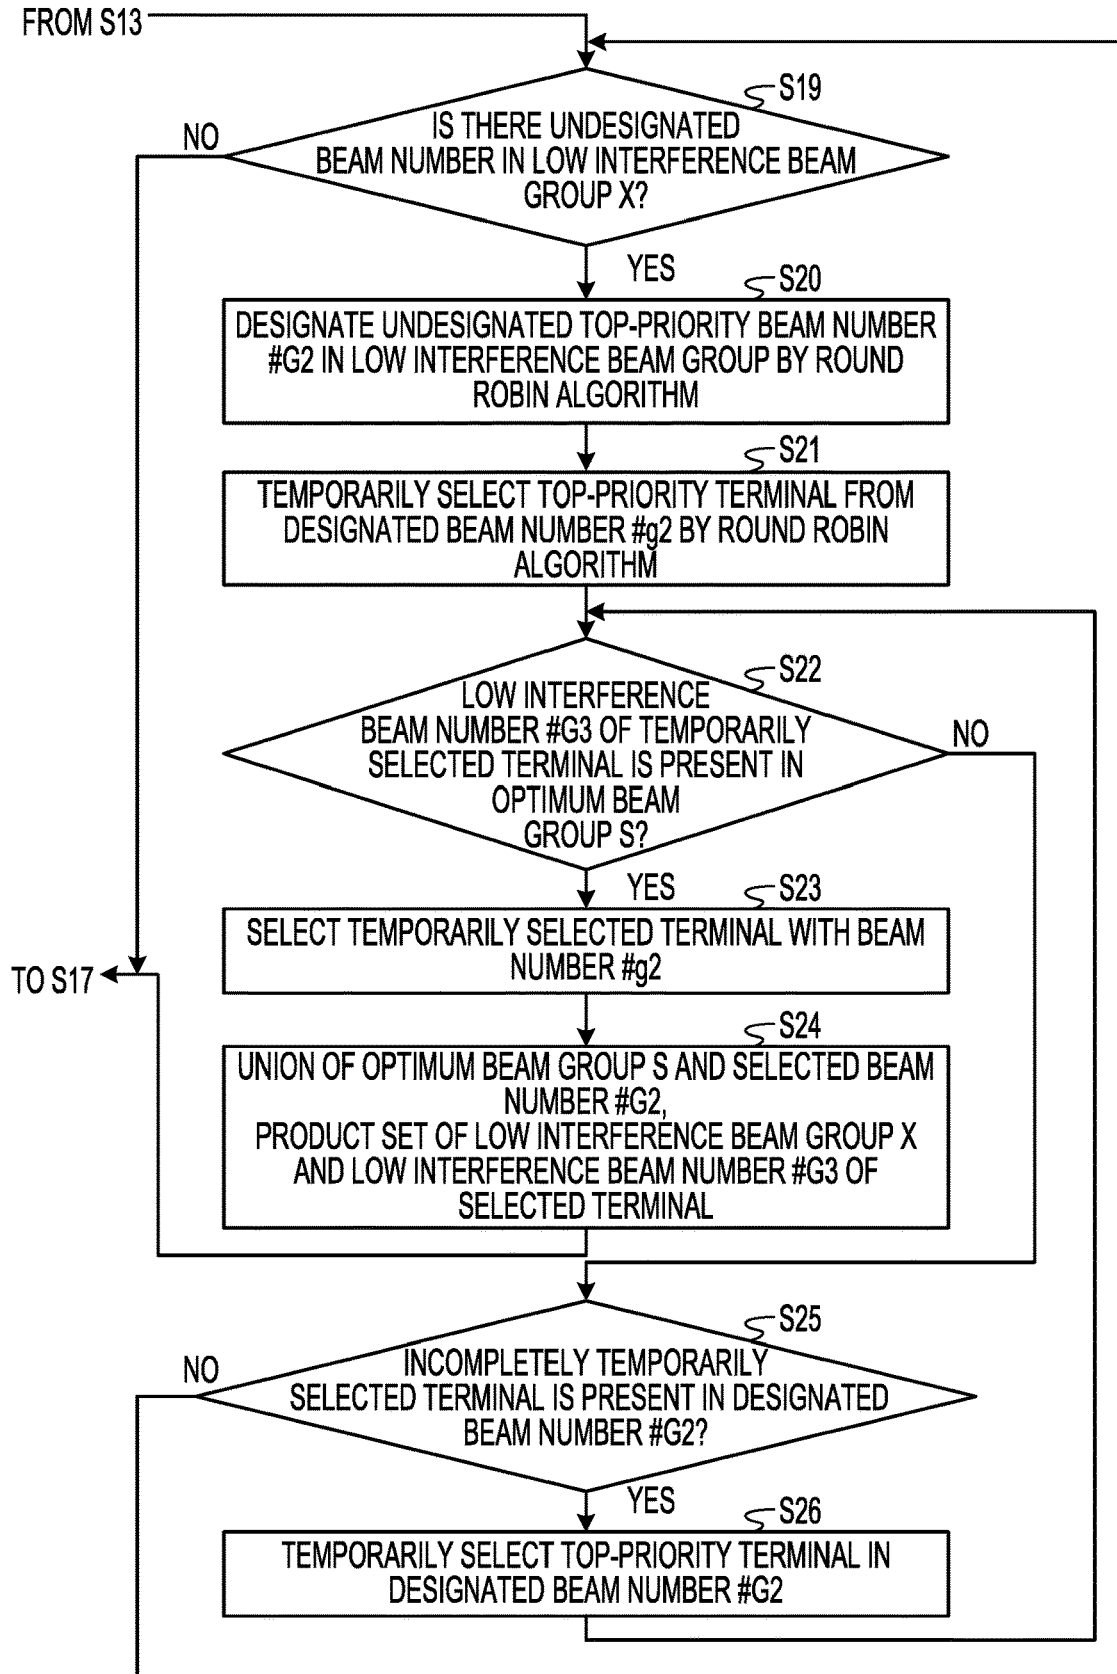 FROM S13
S19
NO
IS THERE UNDESIGNATED
BEAM NUMBER IN LOW INTERFERENCE BEAM
GROUP X?
YES
S20
DESIGNATE UNDESIGNATED TOP-PRIORITY BEAM NUMBER
#G2 IN LOW INTERFERENCE BEAM GROUP BY ROUND
ROBIN ALGORITHM
S21
TEMPORARILY SELECT TOP-PRIORITY TERMINAL FROM
DESIGNATED BEAM NUMBER #g2 BY ROUND ROBIN
ALGORITHM
S22
LOW INTERFERENCE
BEAM NUMBER #G3 OF TEMPORARILY
SELECTED TERMINAL IS PRESENT IN
OPTIMUM BEAM
GROUP S?
NO
YES
S23
SELECT TEMPORARILY SELECTED TERMINAL WITH BEAM
NUMBER #g2
TO S17
S24
UNION OF OPTIMUM BEAM GROUP S AND SELECTED BEAM
NUMBER #G2,
PRODUCT SET OF LOW INTERFERENCE BEAM GROUP X
AND LOW INTERFERENCE BEAM NUMBER #G3 OF
SELECTED TERMINAL
S25
NO
INCOMPLETELY TEMPORARILY
SELECTED TERMINAL IS PRESENT IN DESIGNATED
BEAM NUMBER #G2?
YES
S26
TEMPORARILY SELECT TOP-PRIORITY TERMINAL IN
DESIGNATED BEAM NUMBER #G2